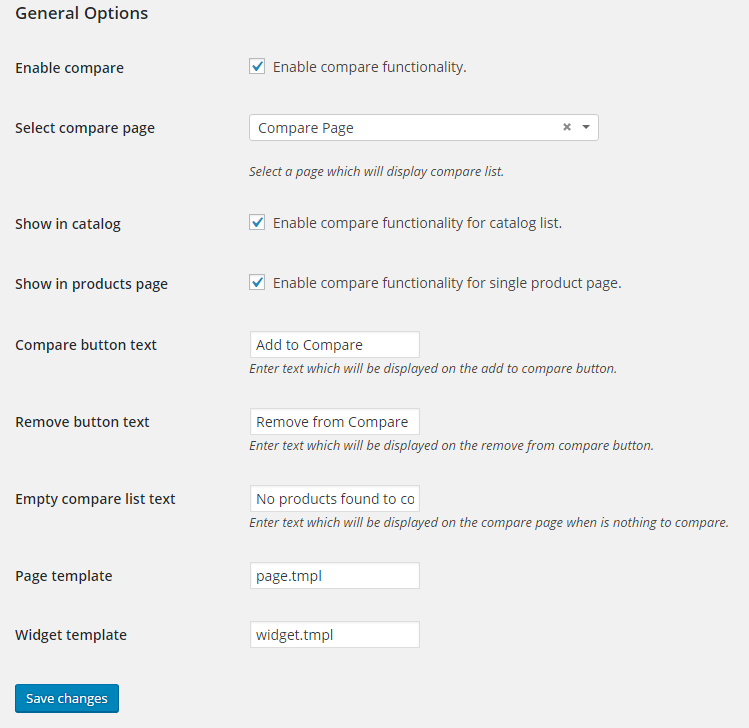 General Options
Enable compare
Enable compare functionality.
Select compare page
Compare Page
Select a page which will display compare list.
Show in catalog
Enable compare functionality for catalog list.
Show in products page
Enable compare functionality for single product page.
Compare button text
Add to Compare
Enter text which will be displayed on the add to compare button.
Remove button text
Remove from Compare
Enter text which will be displayed on the remove from compare button.
Empty compare list text
No products found to co
Enter text which will be displayed on the compare page when is nothing to compare.
Page template
page.tmpl
Widget template
widget.tmpl
Save changes